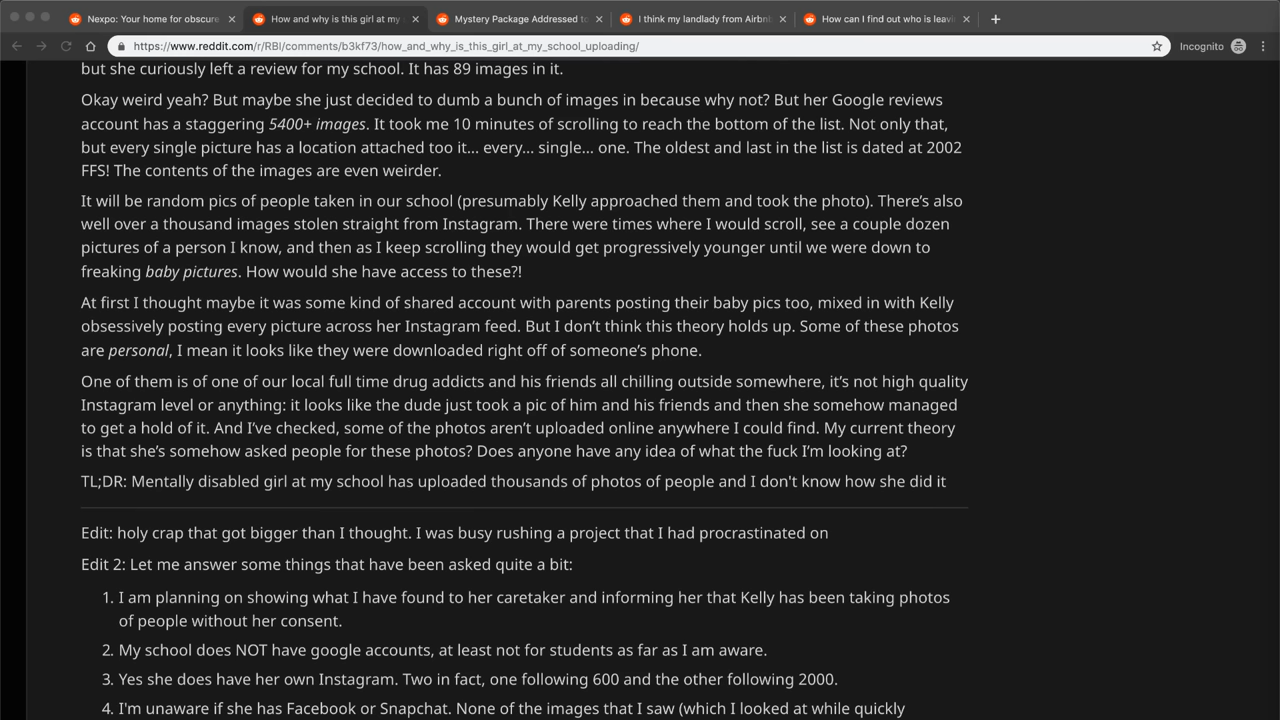 Nexpo: Your home for obscure
How and why is this girl at my
Mystery Package Addressed to
I think my landlady from Airbnb
How can I find out who is leavi
https://www.reddit.com/r/RBI/comments/b3kf73/how_and_why_is_this_girl_at_my_school_uploading/
Incognito
but she curiously left a review for my school. It has 89 images in it.
Okay weird yeah? But maybe she just decided to dumb a bunch of images in because why not? But her Google reviews
account has a staggering 5400+ images. It took me 10 minutes of scrolling to reach the bottom of the list. Not only that,
but every single picture has a location attached too it... every... single... one. The oldest and last in the list is dated at 2002
FFS! The contents of the images are even weirder.
It will be random pics of people taken in our school (presumably Kelly approached them and took the photo). There's also
well over a thousand images stolen straight from Instagram. There were times where I would scroll, see a couple dozen
pictures of a person I know, and then as I keep scrolling they would get progressively younger until we were down to
freaking baby pictures. How would she have access to these?!
At first I thought maybe it was some kind of shared account with parents posting their baby pics too, mixed in with Kelly
obsessively posting every picture across her Instagram feed. But I don't think this theory holds up. Some of these photos
are personal, I mean it looks like they were downloaded right off of someone's phone.
One of them is of one of our local full time drug addicts and his friends all chilling outside somewhere, it's not high quality
Instagram level or anything: it looks like the dude just took a pic of him and his friends and then she somehow managed
to get a hold of it. And I've checked, some of the photos aren't uploaded online anywhere I could find. My current theory
is that she's somehow asked people for these photos? Does anyone have any idea of what the fuck I'm looking at?
TL;DR: Mentally disabled girl at my school has uploaded thousands of photos of people and I don't know how she did it
Edit: holy crap that got bigger than I thought. I was busy rushing a project that I had procrastinated on
Edit 2: Let me answer some things that have been asked quite a bit:
1. I am planning on showing what I have found to her caretaker and informing her that Kelly has been taking photos
of people without her consent.
2. My school does NOT have google accounts, at least not for students as far as I am aware.
3. Yes she does have her own Instagram. Two in fact, one following 600 and the other following 2000.
4. I'm unaware if she has Facebook or Snapchat. None of the images that I saw (which I looked at while quickly